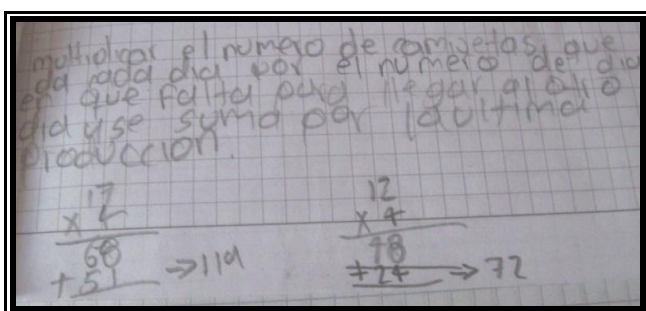 multiplicar el numero de camisetas que
da cada dia por el numero de dia
en que falta para llegar al otro
dia y se suma por la ultima
produccion.
17 12
x 4 x 4
68 48
+ 51 → 119 + 24 → 72